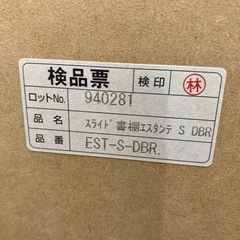 検品票 検印 林
ロットNo. 940281
品名 ｽﾗｲﾄﾞ書棚ｴｽﾀﾝﾃ S DBR
品番 EST-S-DBR.